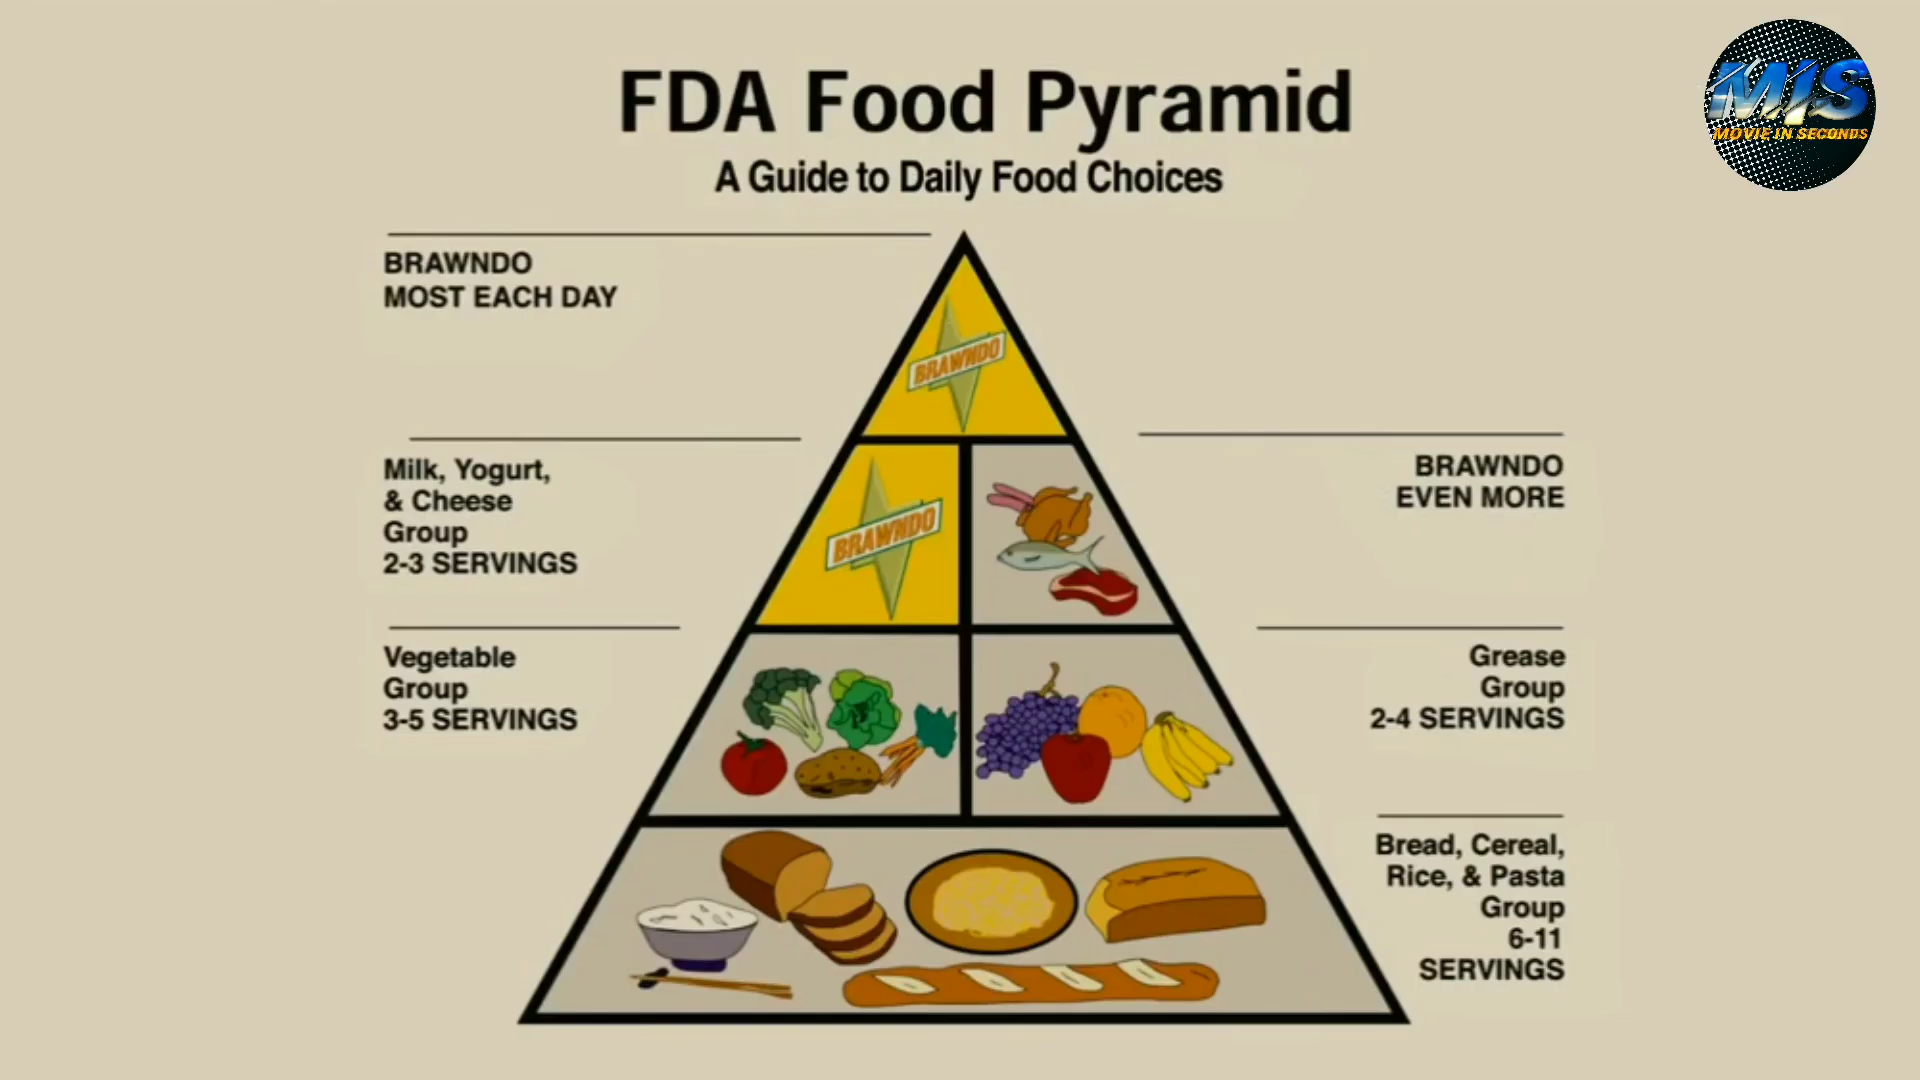 FDA Food Pyramid
A Guide to Daily Food Choices
MIS
MOVIE IN SECONDS
BRAWNDO
MOST EACH DAY
BRAWNDO
Milk, Yogurt,
& Cheese
Group
2-3 SERVINGS
BRAWNDO
EVEN MORE
BRAWNDO
Vegetable
Group
3-5 SERVINGS
Grease
Group
2-4 SERVINGS
Bread, Cereal,
Rice, & Pasta
Group
6-11
SERVINGS